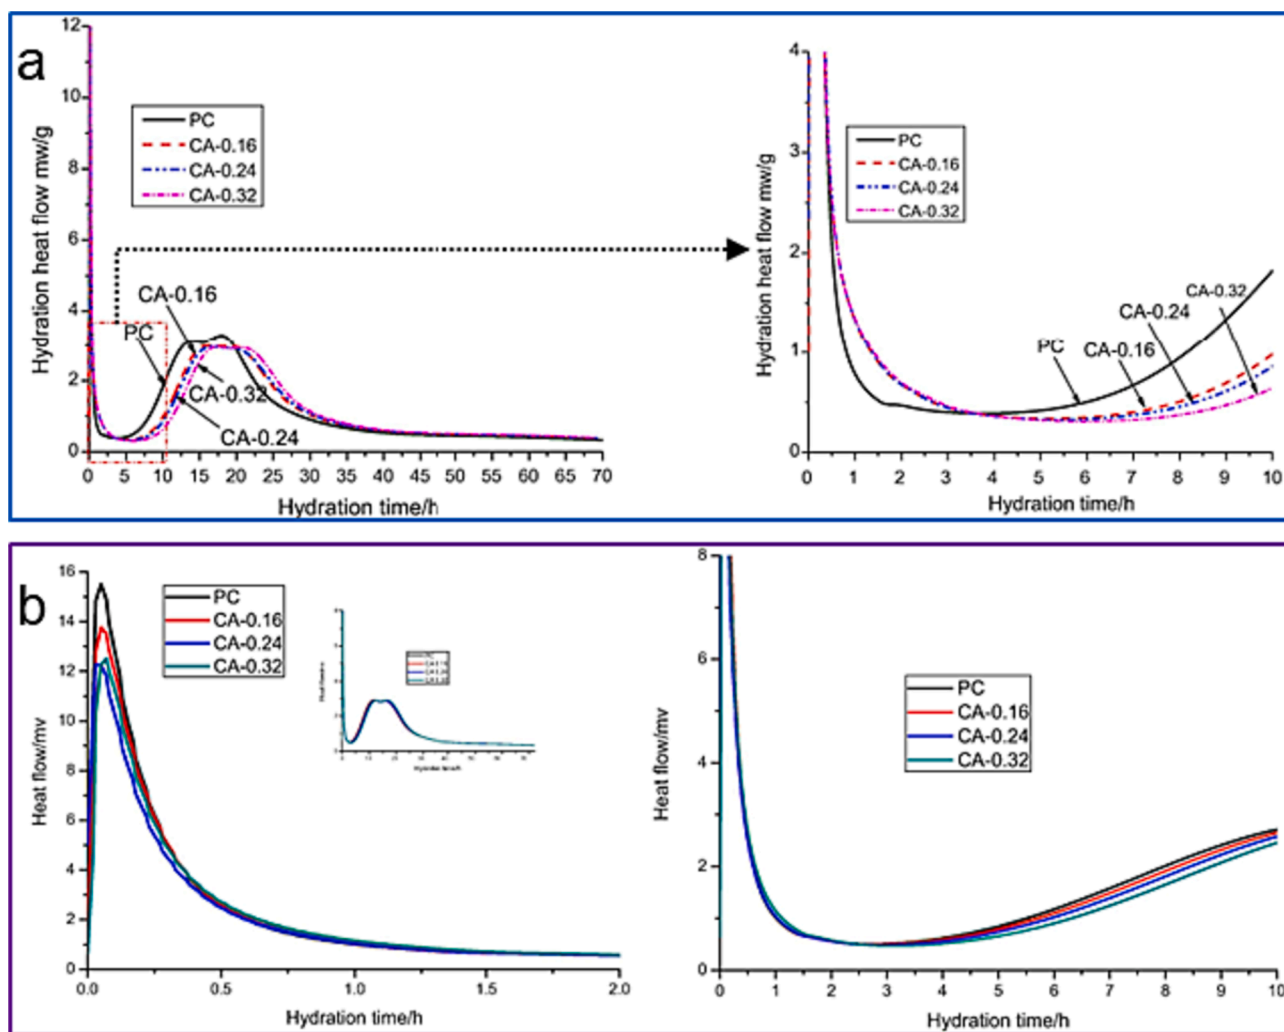 a
Hydration heat flow mw/g
12
10
8
6
4
2
0
PC
CA-0.16
CA-0.24
CA-0.32
CA-0.16
PC
CA-0.32
CA-0.24
0 5 10 15 20 25 30 35 40 45 50 55 60 65 70
Hydration time/h
Hydration heat flow mw/g
4
3
2
1
0
PC
CA-0.16
CA-0.24
CA-0.32
CA-0.32
CA-0.24
PC
CA-0.16
0 1 2 3 4 5 6 7 8 9 10
Hydration time/h
b
Heat flow/mv
16
14
12
10
8
6
4
2
0
PC
CA-0.16
CA-0.24
CA-0.32
Hydration time/h
0.0 0.5 1.0 1.5 2.0
Hydration time/h
Heat flow/mv
8
6
4
2
0
PC
CA-0.16
CA-0.24
CA-0.32
0 1 2 3 4 5 6 7 8 9 10
Hydration time/h